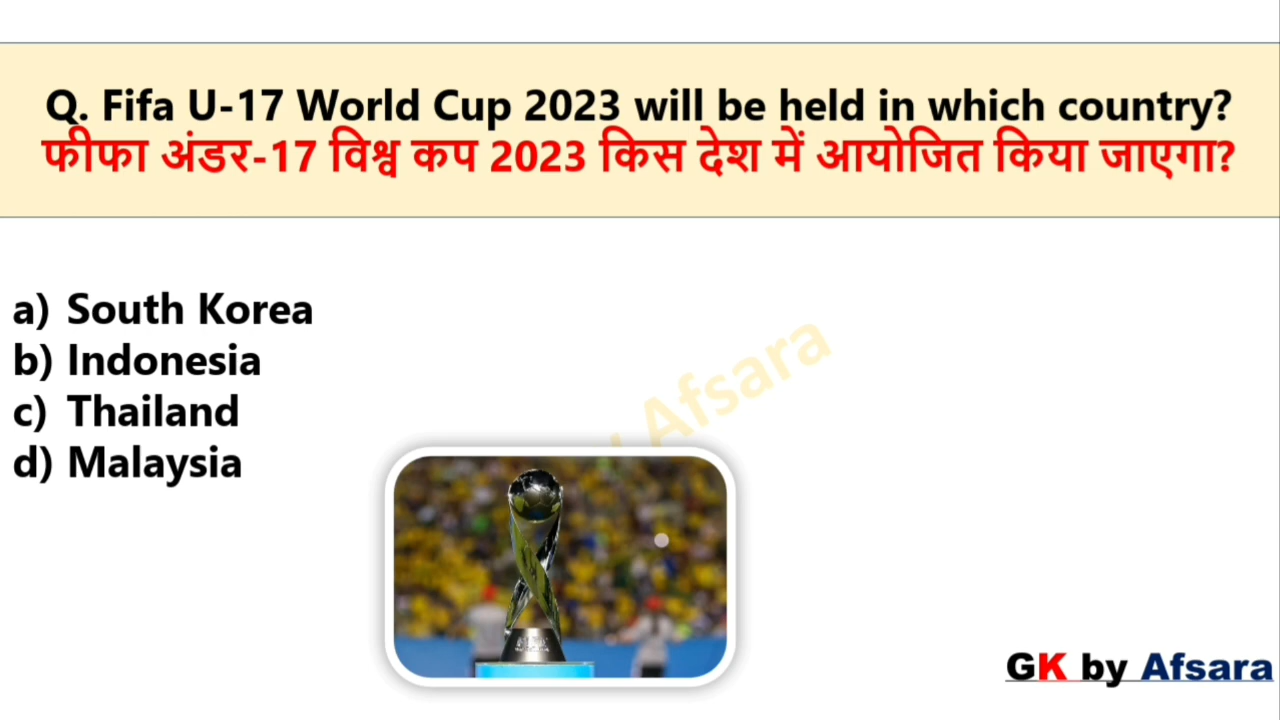 Q. Fifa U-17 World Cup 2023 will be held in which country?
फीफा अंडर-17 विश्व कप 2023 किस देश में आयोजित किया जाएगा?
a) South Korea
b) Indonesia
c) Thailand
d) Malaysia
Afsara
GK by Afsara